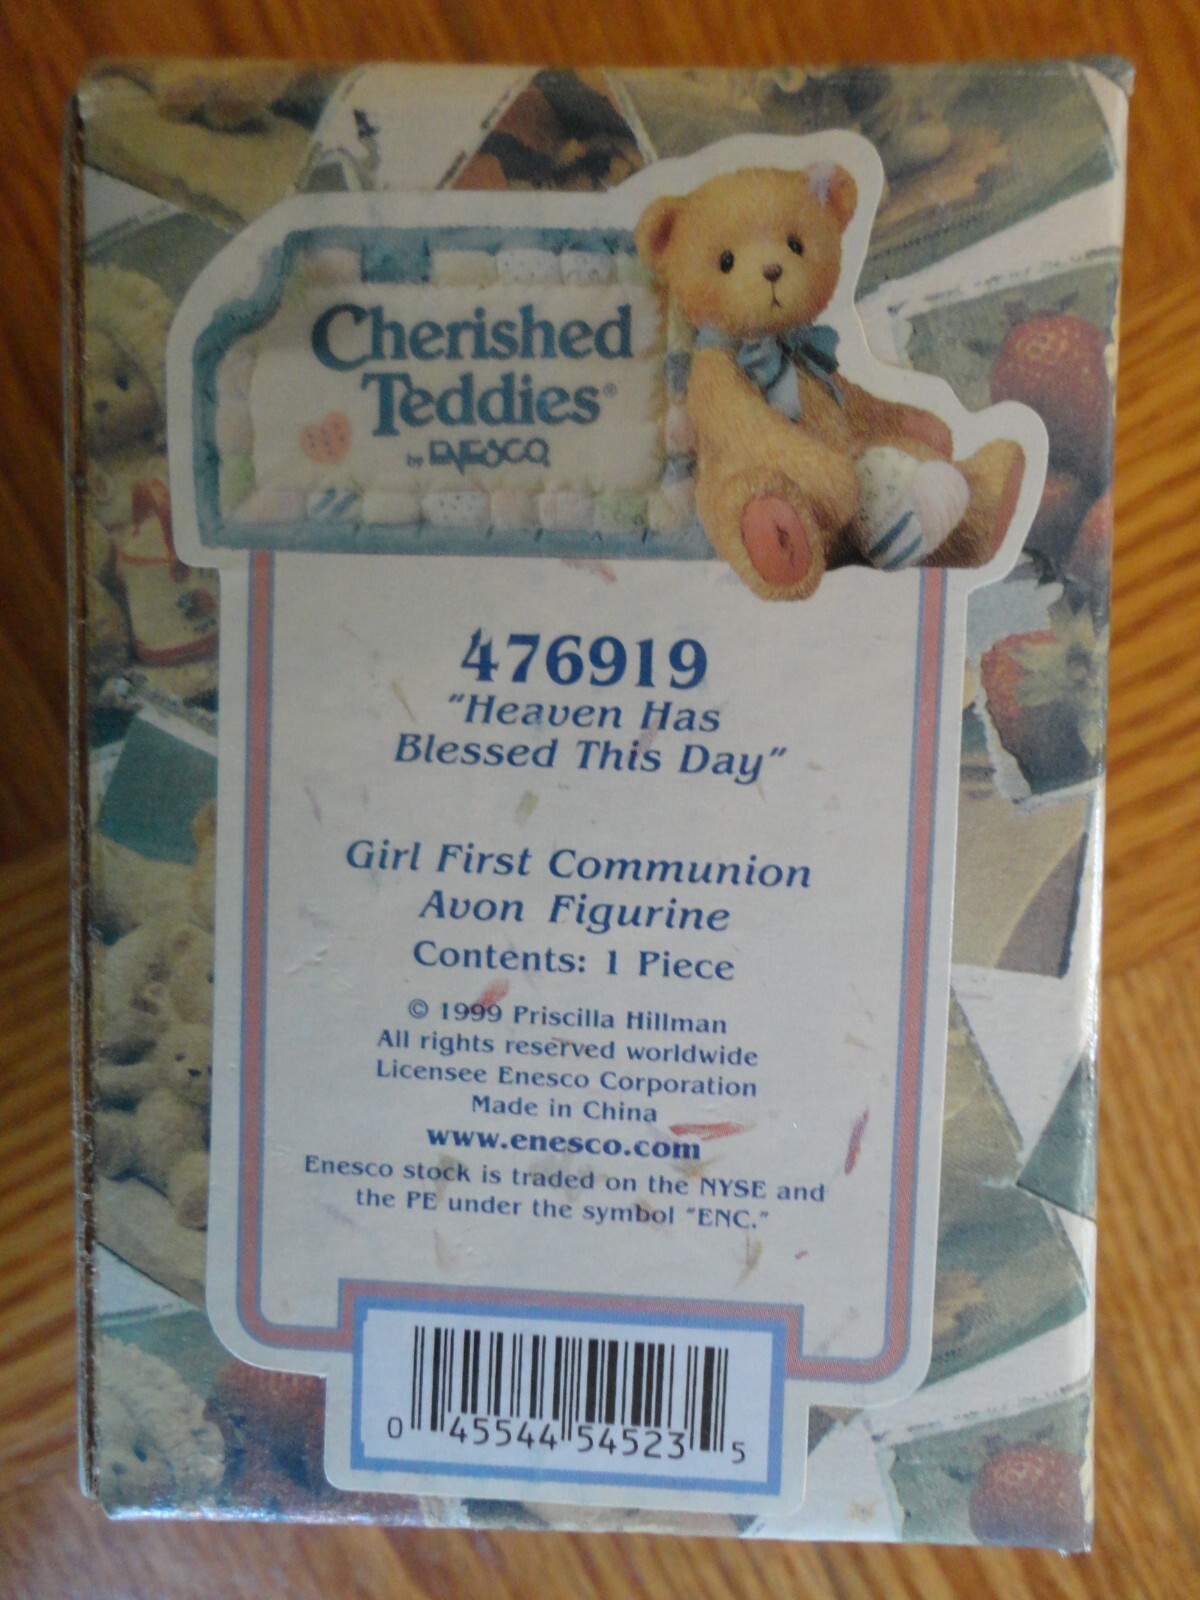 Cherished
Teddies®
by ENESCO
476919
"Heaven Has
Blessed This Day"
Girl First Communion
Avon Figurine
Contents: 1 Piece
© 1999 Priscilla Hillman
All rights reserved worldwide
Licensee Enesco Corporation
Made in China
www.enesco.com
Enesco stock is traded on the NYSE and
the PE under the symbol "ENC."
0 45544 54523 5